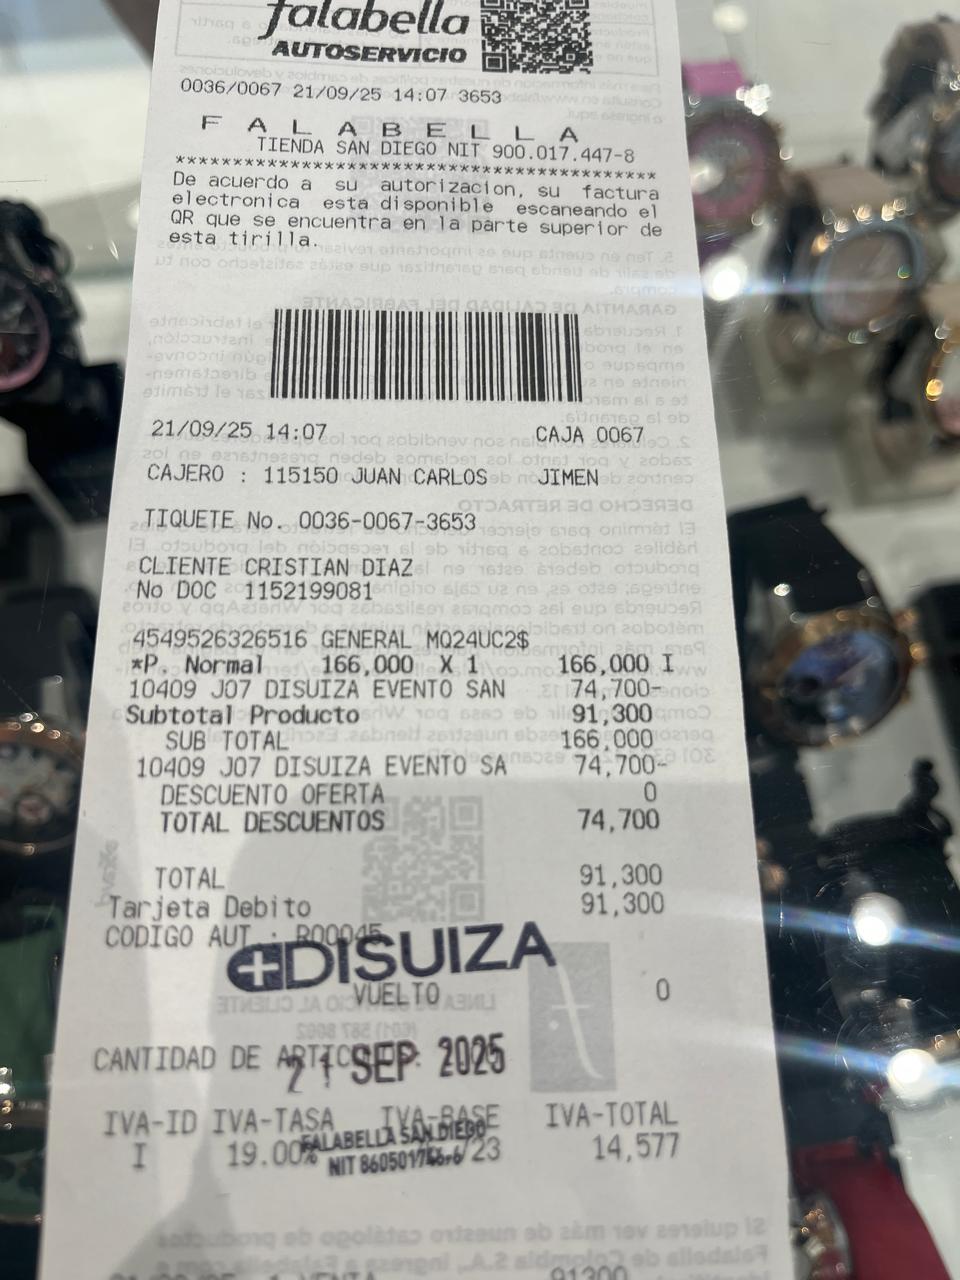 falabella
AUTOSERVICIO
0036/0067 21/09/25 14:07 3653
F A L A B E L L A
TIENDA SAN DIEGO NIT 900.017.447-8
******************************************
De acuerdo a su autorizacion, su factura
electronica esta disponible escaneando el
QR que se encuentra en la parte superior de
esta tirilla.
21/09/25 14:07 CAJA 0067
CAJERO : 115150 JUAN CARLOS JIMEN
TIQUETE No. 0036-0067-3653
CLIENTE CRISTIAN DIAZ
No DOC 1152199081
4549526326516 GENERAL MQ24UC2$
*P. Normal 166,000 X 1 166,000 I
10409 J07 DISUIZA EVENTO SAN 74,700-
Subtotal Producto 91,300
SUB TOTAL 166,000
10409 J07 DISUIZA EVENTO SA 74,700-
DESCUENTO OFERTA 0
TOTAL DESCUENTOS 74,700
TOTAL 91,300
Tarjeta Debito 91,300
CODIGO AUT : R00045
DISUIZA
VUELTO 0
CANTIDAD DE
21 SEP 2025
IVA-ID IVA-TASA IVA-BASE IVA-TOTAL
I 19.00% 14,577
FALABELLA SAN DIEGO
NIT